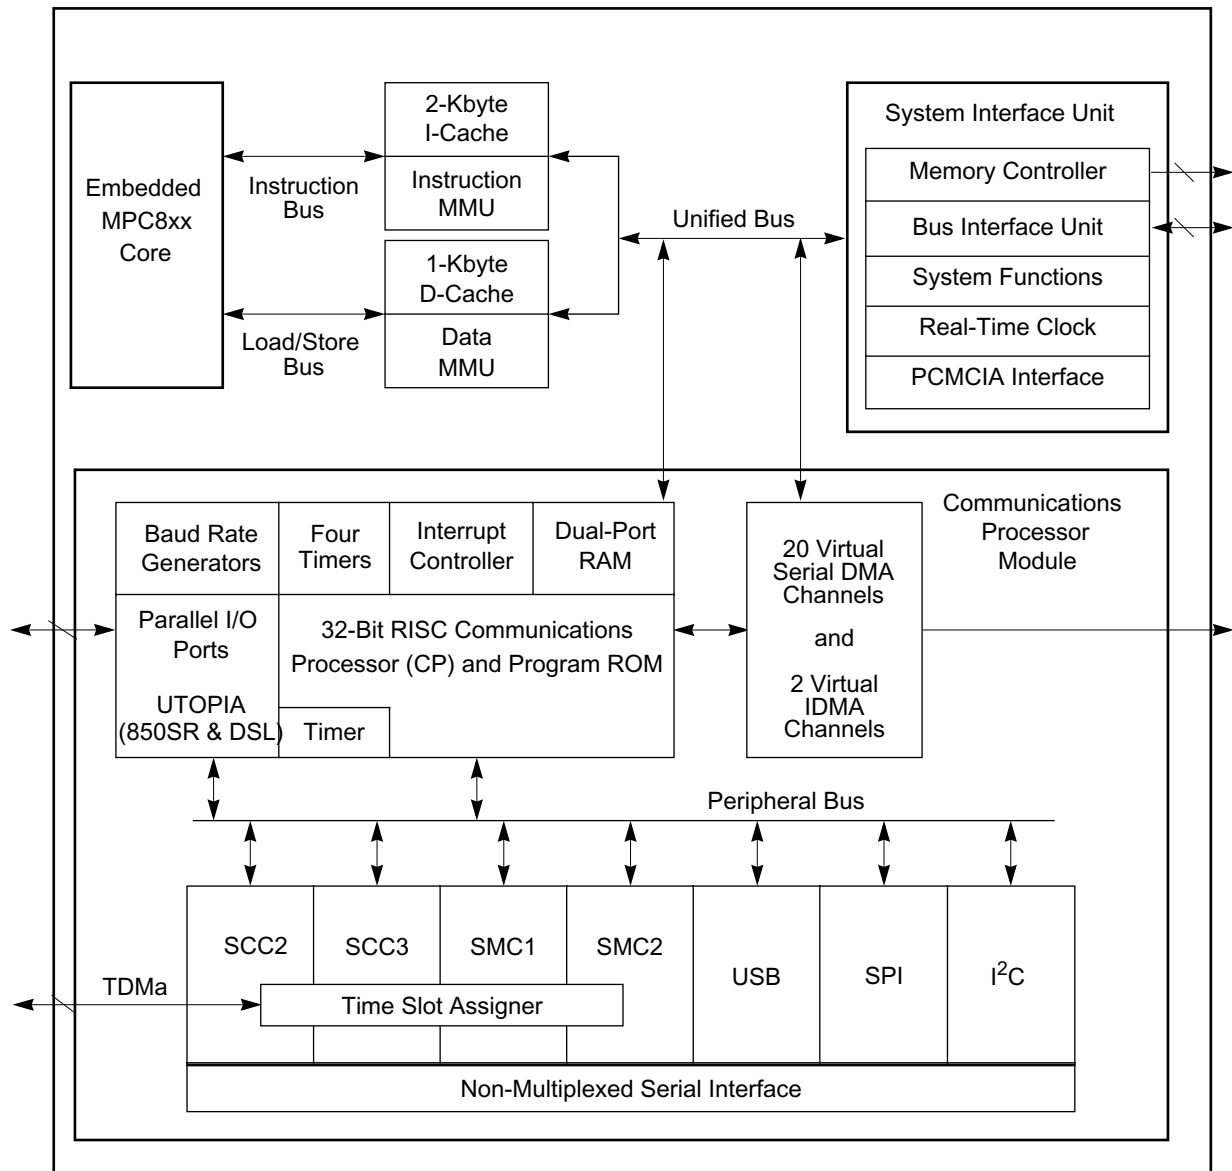 Embedded
MPC8xx
Core
Instruction
Bus
Load/Store
Bus
2-Kbyte
I-Cache
Instruction
MMU
1-Kbyte
D-Cache
Data
MMU
Unified Bus
System Interface Unit
Memory Controller
Bus Interface Unit
System Functions
Real-Time Clock
PCMCIA Interface
Communications
Processor
Module
Baud Rate
Generators
Four
Timers
Interrupt
Controller
Dual-Port
RAM
Parallel I/O
Ports
UTOPIA
(850SR & DSL)
32-Bit RISC Communications
Processor (CP) and Program ROM
Timer
20 Virtual
Serial DMA
Channels
and
2 Virtual
IDMA
Channels
Peripheral Bus
SCC2
SCC3
SMC1
SMC2
USB
SPI
I²C
TDMa
Time Slot Assigner
Non-Multiplexed Serial Interface